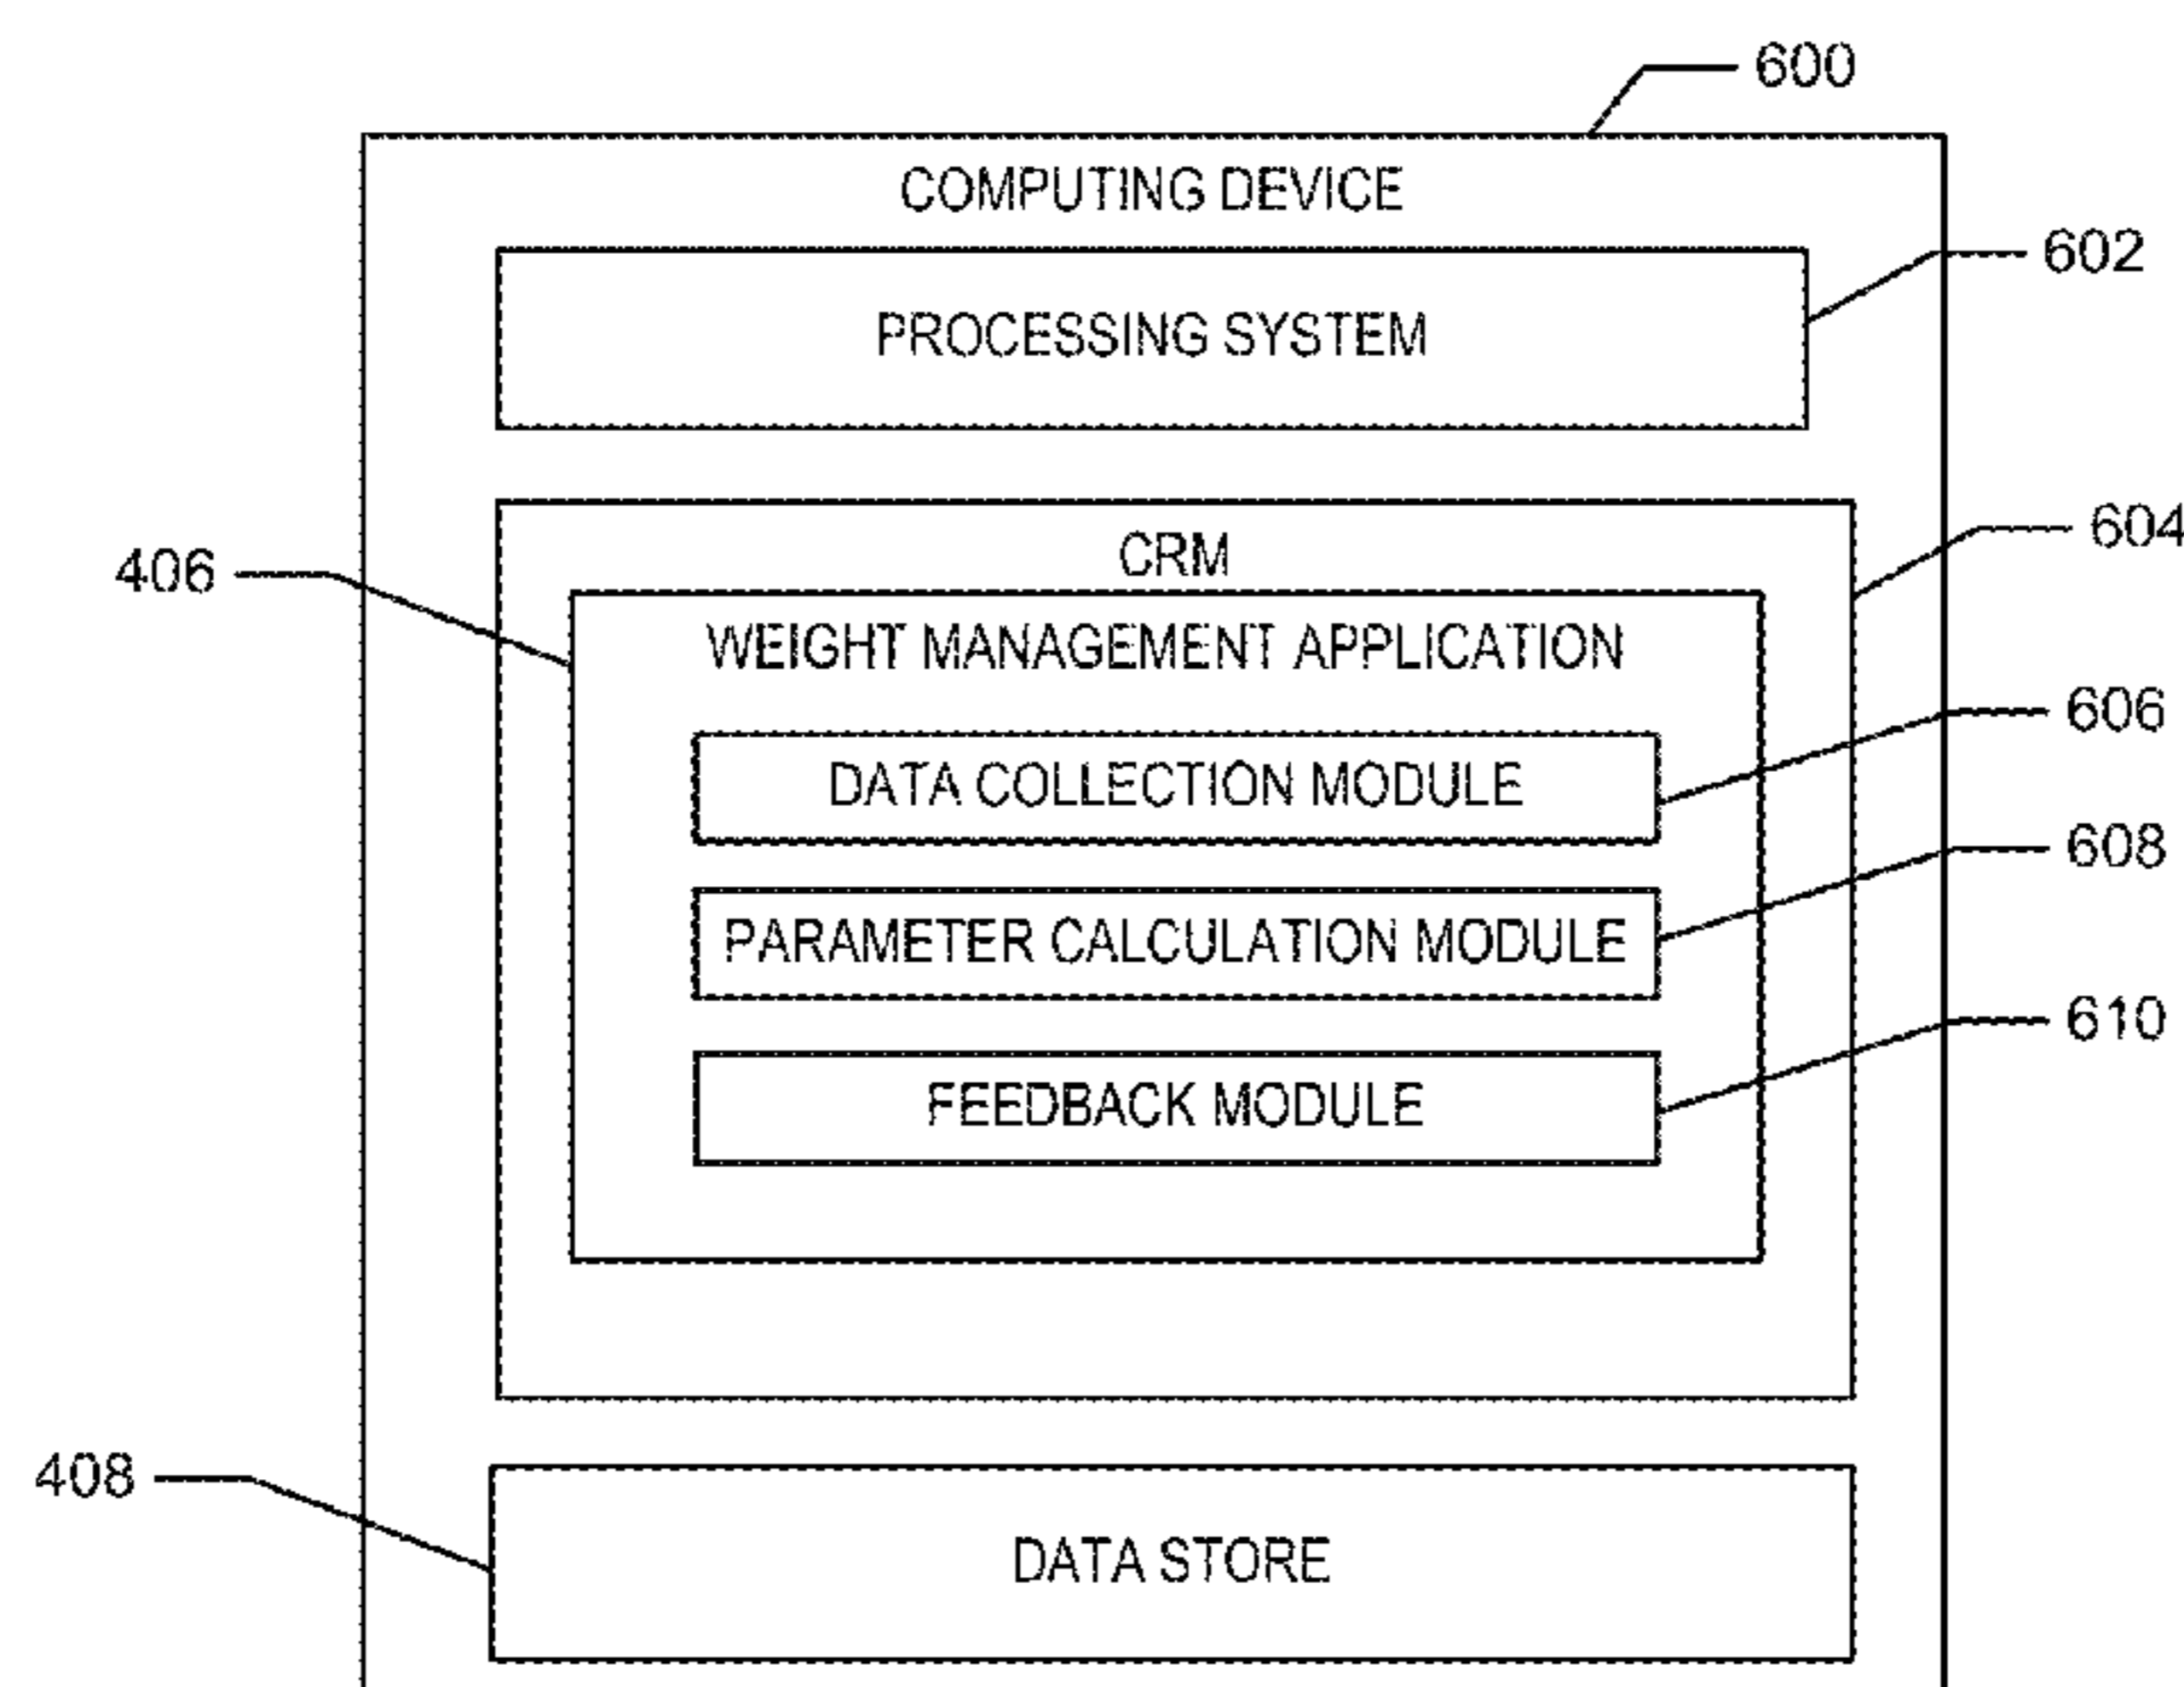 600
COMPUTING DEVICE
602
PROCESSING SYSTEM
604
CRM
406
WEIGHT MANAGEMENT APPLICATION
606
DATA COLLECTION MODULE
608
PARAMETER CALCULATION MODULE
610
FEEDBACK MODULE
408
DATA STORE